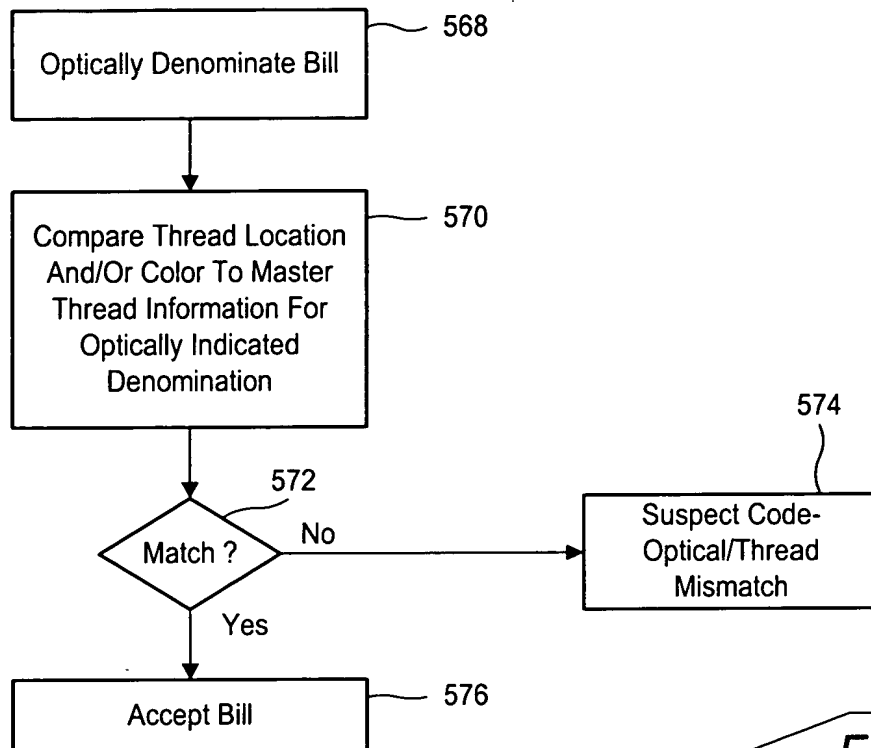 568
Optically Denominate Bill
570
Compare Thread Location
And/Or Color To Master
Thread Information For
Optically Indicated
Denomination
574
572
Match ?
No
Suspect Code-
Optical/Thread
Mismatch
Yes
576
Accept Bill